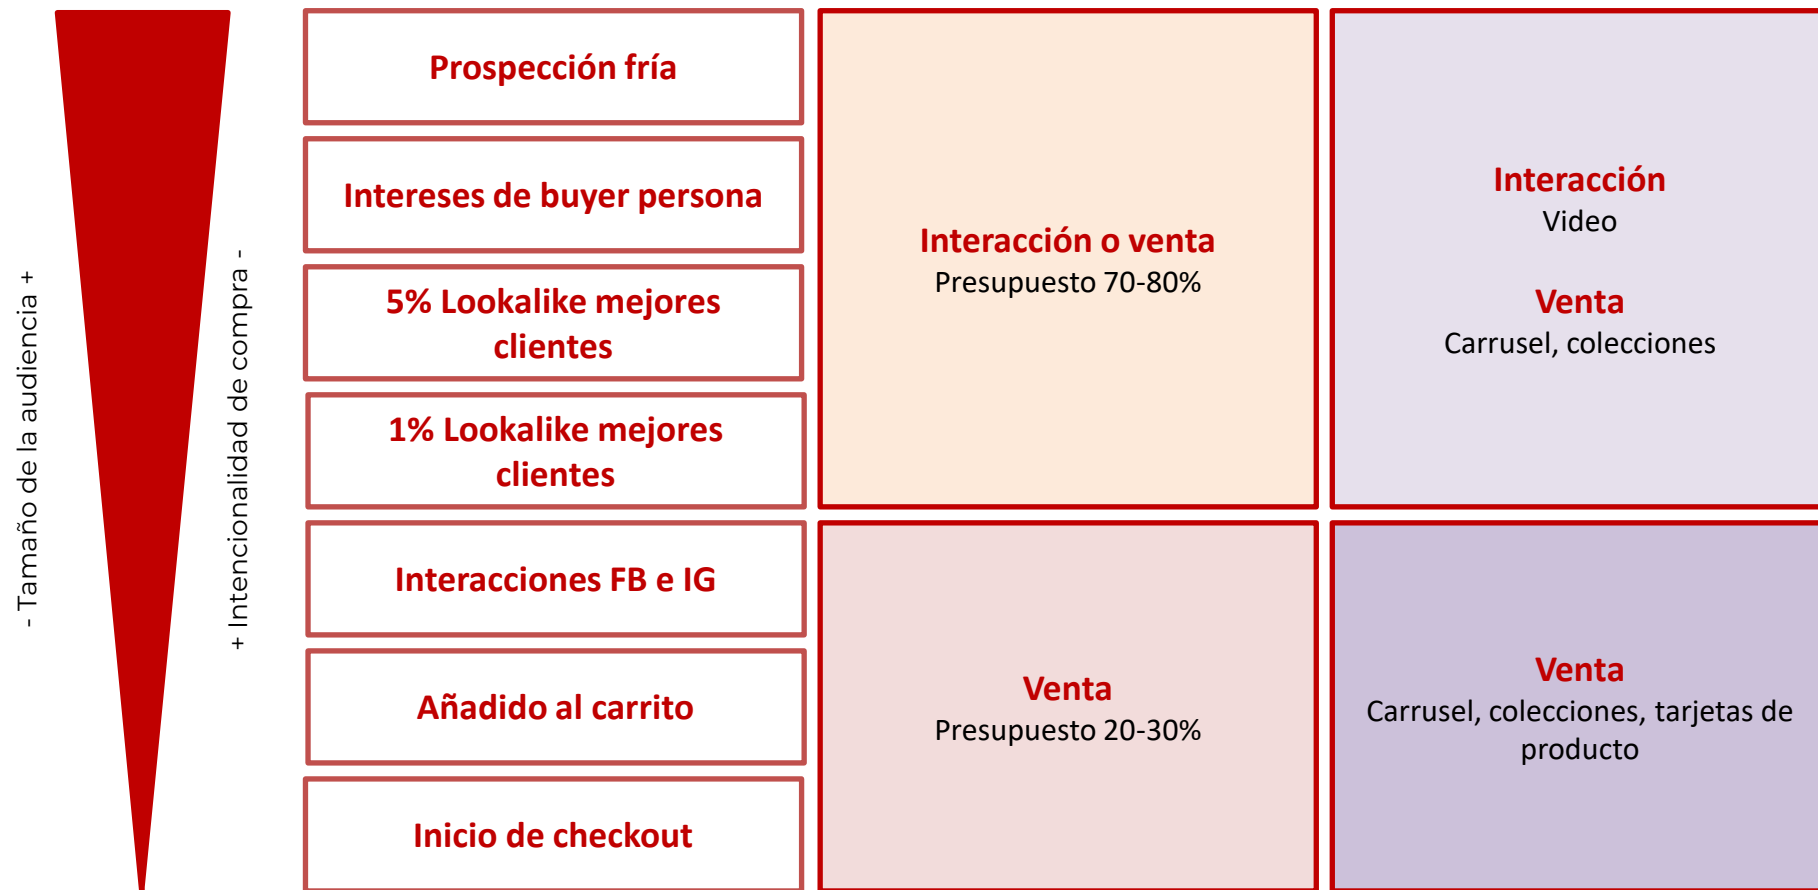 - Tamaño de la audiencia +
+ Intencionalidad de compra -
Prospección fría
Intereses de buyer persona
5% Lookalike mejores
clientes
1% Lookalike mejores
clientes
Interacciones FB e IG
Añadido al carrito
Inicio de checkout
Interacción o venta
Presupuesto 70-80%
Venta
Presupuesto 20-30%
Interacción
Video
Venta
Carrusel, colecciones
Venta
Carrusel, colecciones, tarjetas de
producto